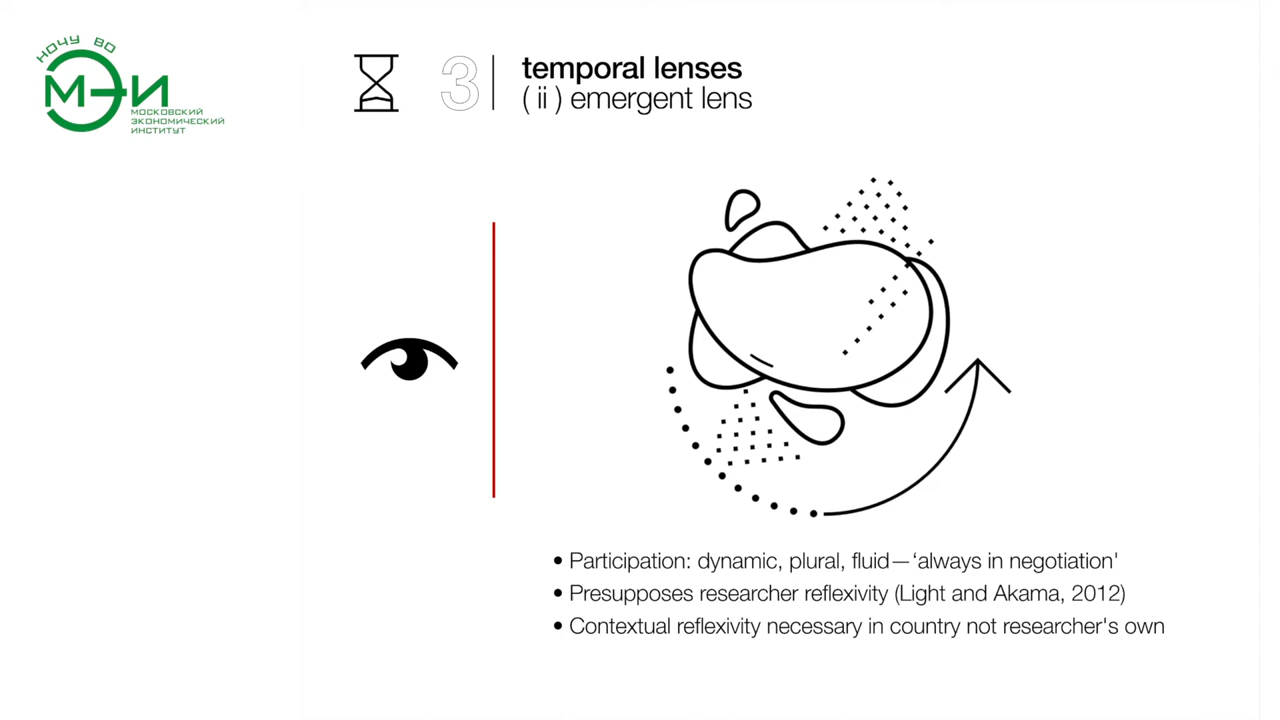 НОЧУ ВО
МЭИ
МОСКОВСКИЙ
ЭКОНОМИЧЕСКИЙ
ИНСТИТУТ
3
temporal lenses
( ii ) emergent lens
• Participation: dynamic, plural, fluid—‘always in negotiation'
• Presupposes researcher reflexivity (Light and Akama, 2012)
• Contextual reflexivity necessary in country not researcher's own